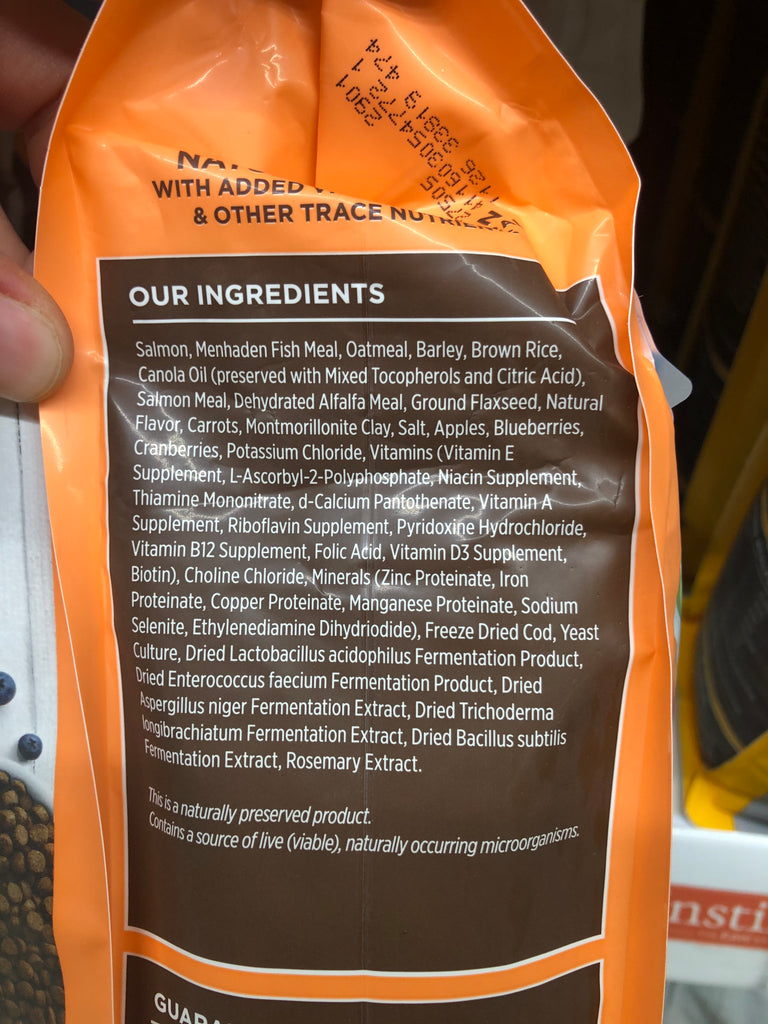 WITH ADDED
& OTHER TRACE
OUR INGREDIENTS
Salmon, Menhaden Fish Meal, Oatmeal, Barley, Brown Rice,
Canola Oil (preserved with Mixed Tocopherols and Citric Acid),
Salmon Meal, Dehydrated Alfalfa Meal, Ground Flaxseed, Natural
Flavor, Carrots, Montmorillonite Clay, Salt, Apples, Blueberries,
Cranberries, Potassium Chloride, Vitamins (Vitamin E
Supplement, L-Ascorbyl-2-Polyphosphate, Niacin Supplement,
Thiamine Mononitrate, d-Calcium Pantothenate, Vitamin A
Supplement, Riboflavin Supplement, Pyridoxine Hydrochloride,
Vitamin B12 Supplement, Folic Acid, Vitamin D3 Supplement,
Biotin), Choline Chloride, Minerals (Zinc Proteinate, Iron
Proteinate, Copper Proteinate, Manganese Proteinate, Sodium
Selenite, Ethylenediamine Dihydriodide), Freeze Dried Cod, Yeast
Culture, Dried Lactobacillus acidophilus Fermentation Product,
Dried Enterococcus faecium Fermentation Product, Dried
Aspergillus niger Fermentation Extract, Dried Trichoderma
longibrachiatum Fermentation Extract, Dried Bacillus subtilis
Fermentation Extract, Rosemary Extract.
This is a naturally preserved product.
Contains a source of live (viable), naturally occurring microorganisms.